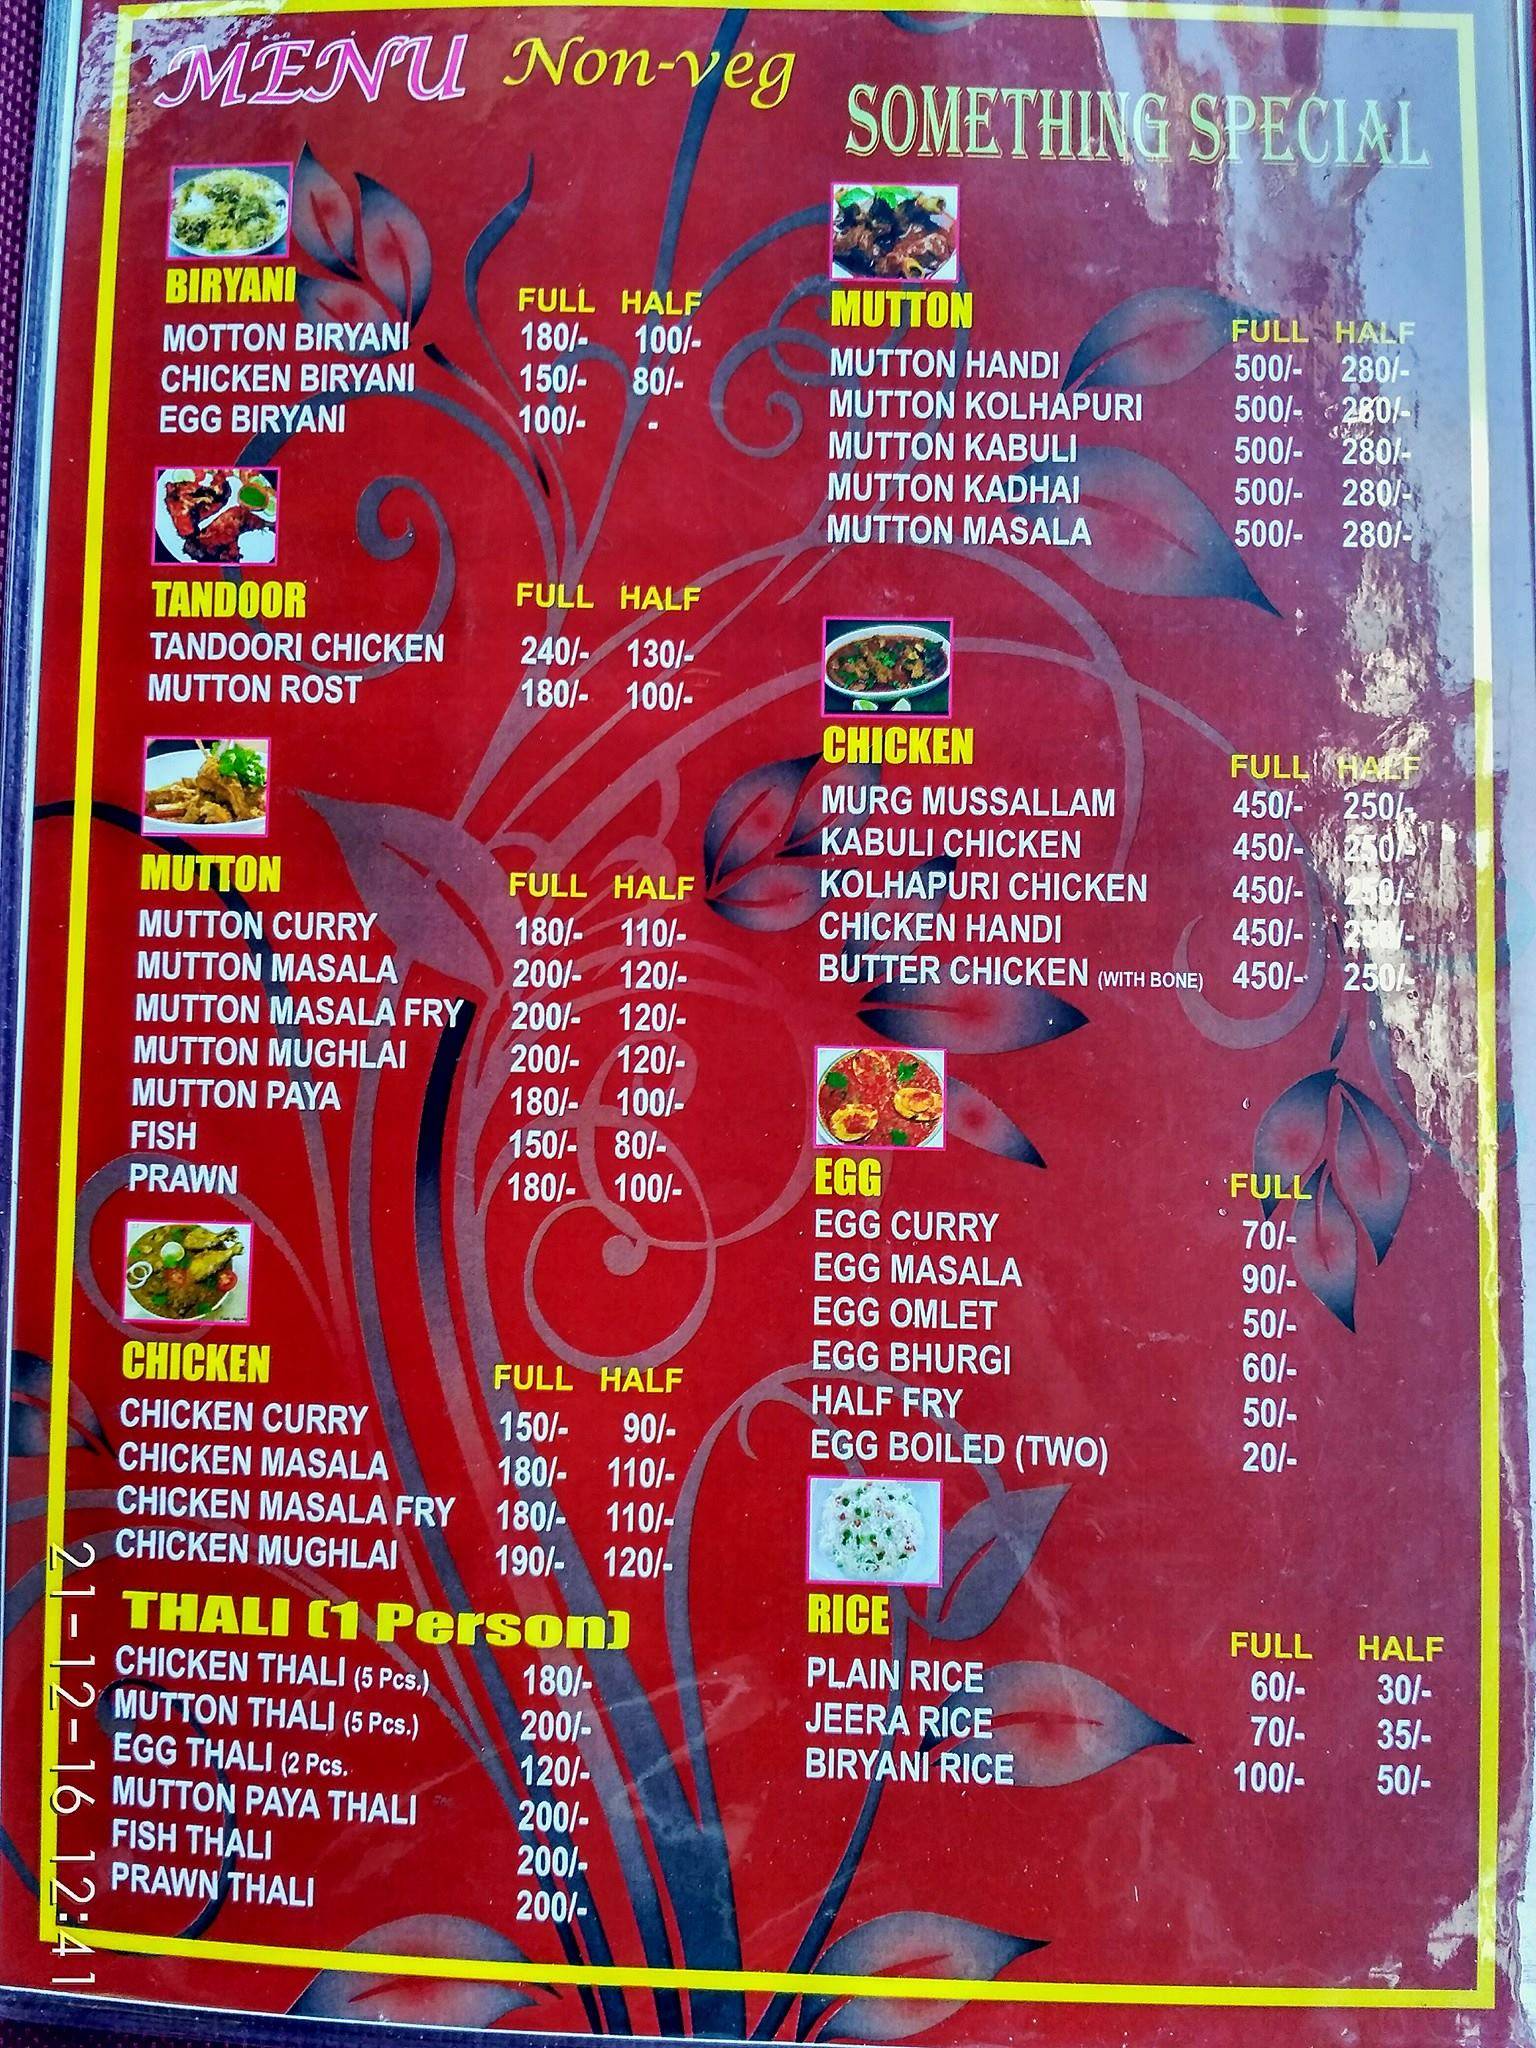 MENU Non-veg
BIRYANI FULL HALF
MOTTON BIRYANI 180/- 100/-
CHICKEN BIRYANI 150/- 80/-
EGG BIRYANI 100/- -
TANDOOR FULL HALF
TANDOORI CHICKEN 240/- 130/-
MUTTON ROST 180/- 100/-
MUTTON FULL HALF
MUTTON CURRY 180/- 110/-
MUTTON MASALA 200/- 120/-
MUTTON MASALA FRY 200/- 120/-
MUTTON MUGHLAI 200/- 120/-
MUTTON PAYA 180/- 100/-
FISH 150/- 80/-
PRAWN 180/- 100/-
CHICKEN FULL HALF
CHICKEN CURRY 150/- 90/-
CHICKEN MASALA 180/- 110/-
CHICKEN MASALA FRY 180/- 110/-
CHICKEN MUGHLAI 190/- 120/-
THALI (1 Person)
CHICKEN THALI (5 Pcs.) 180/-
MUTTON THALI (5 Pcs.) 200/-
EGG THALI (2 Pcs. 120/-
MUTTON PAYA THALI 200/-
FISH THALI 200/-
PRAWN THALI 200/-
SOMETHING SPECIAL
MUTTON FULL HALF
MUTTON HANDI 500/- 280/-
MUTTON KOLHAPURI 500/- 280/-
MUTTON KABULI 500/- 280/-
MUTTON KADHAI 500/- 280/-
MUTTON MASALA 500/- 280/-
CHICKEN FULL HALF
MURG MUSSALLAM 450/- 250/-
KABULI CHICKEN 450/- 250/-
KOLHAPURI CHICKEN 450/- 250/-
CHICKEN HANDI 450/- 250/-
BUTTER CHICKEN (WITH BONE) 450/- 250/-
EGG FULL
EGG CURRY 70/-
EGG MASALA 90/-
EGG OMLET 50/-
EGG BHURGI 60/-
HALF FRY 50/-
EGG BOILED (TWO) 20/-
RICE FULL HALF
PLAIN RICE 60/- 30/-
JEERA RICE 70/- 35/-
BIRYANI RICE 100/- 50/-
21-12-16 12:41